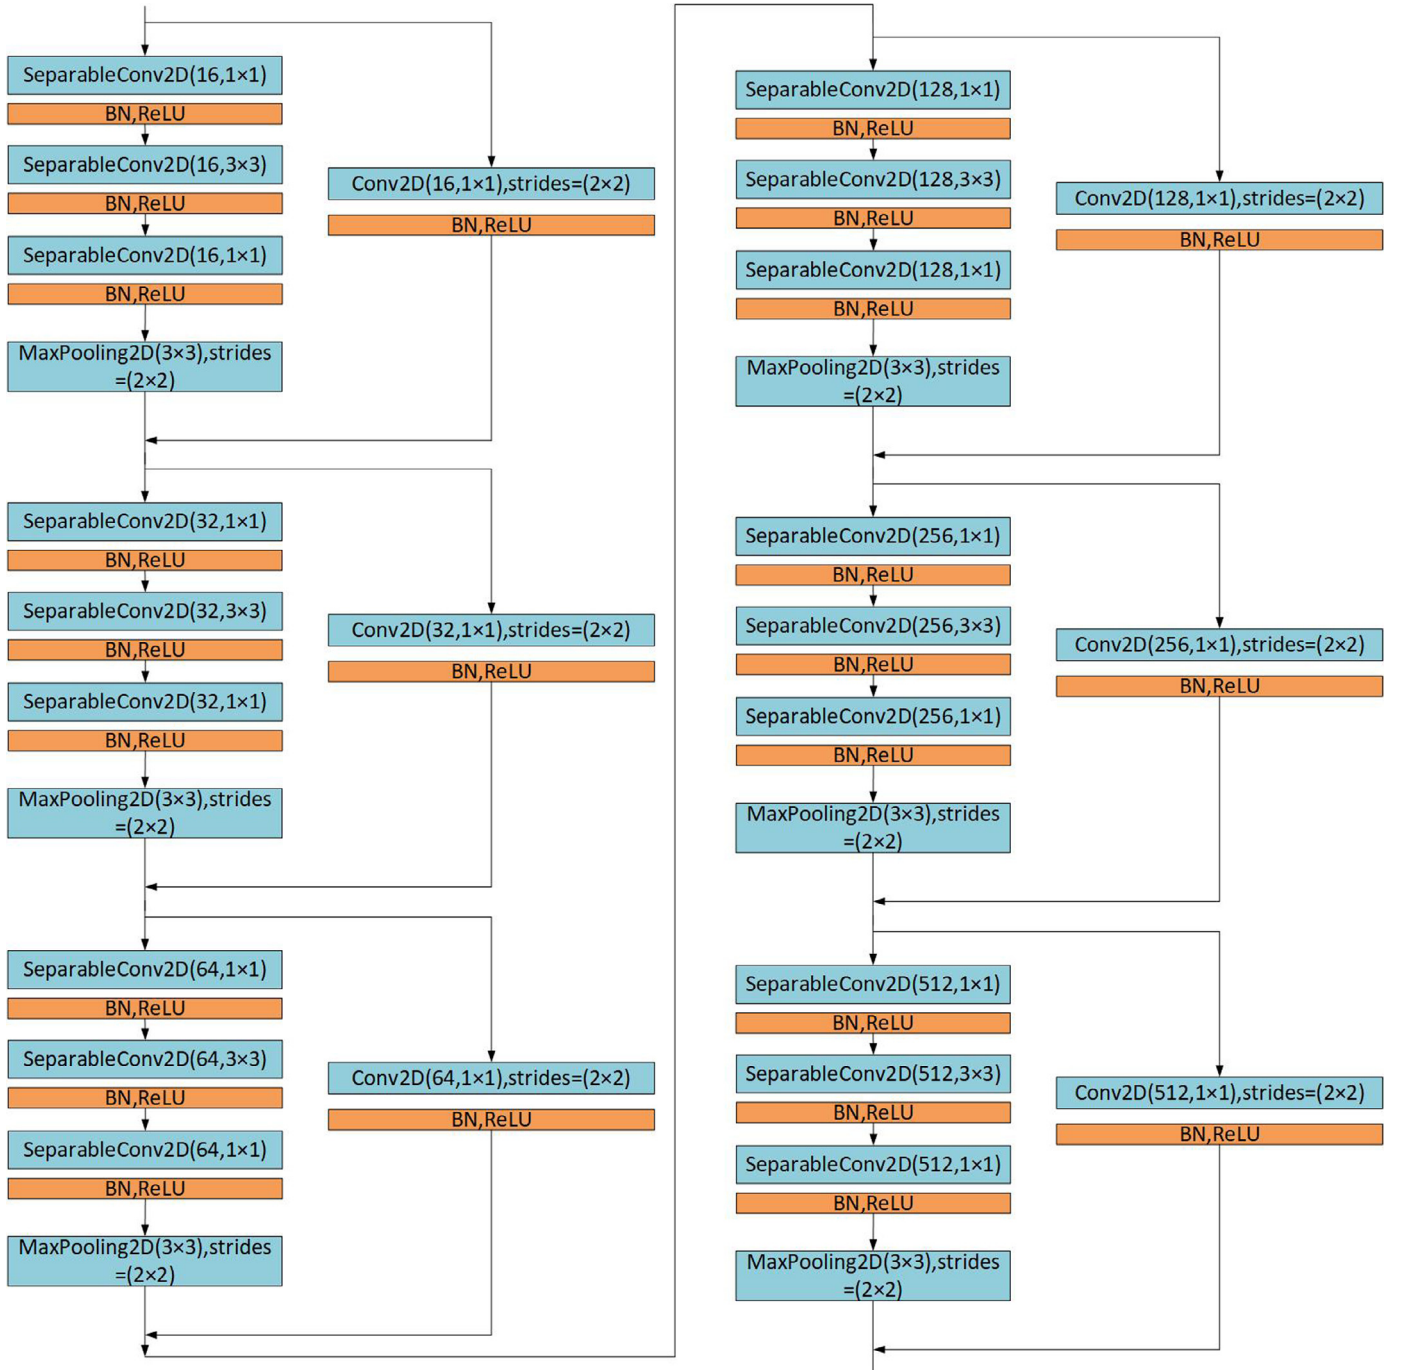 SeparableConv2D(16,1×1)
BN,ReLU
SeparableConv2D(16,3×3)
BN,ReLU
SeparableConv2D(16,1×1)
BN,ReLU
MaxPooling2D(3×3),strides
=(2×2)
Conv2D(16,1×1),strides=(2×2)
BN,ReLU
SeparableConv2D(32,1×1)
BN,ReLU
SeparableConv2D(32,3×3)
BN,ReLU
SeparableConv2D(32,1×1)
BN,ReLU
MaxPooling2D(3×3),strides
=(2×2)
Conv2D(32,1×1),strides=(2×2)
BN,ReLU
SeparableConv2D(64,1×1)
BN,ReLU
SeparableConv2D(64,3×3)
BN,ReLU
SeparableConv2D(64,1×1)
BN,ReLU
MaxPooling2D(3×3),strides
=(2×2)
Conv2D(64,1×1),strides=(2×2)
BN,ReLU
SeparableConv2D(128,1×1)
BN,ReLU
SeparableConv2D(128,3×3)
BN,ReLU
SeparableConv2D(128,1×1)
BN,ReLU
MaxPooling2D(3×3),strides
=(2×2)
Conv2D(128,1×1),strides=(2×2)
BN,ReLU
SeparableConv2D(256,1×1)
BN,ReLU
SeparableConv2D(256,3×3)
BN,ReLU
SeparableConv2D(256,1×1)
BN,ReLU
MaxPooling2D(3×3),strides
=(2×2)
Conv2D(256,1×1),strides=(2×2)
BN,ReLU
SeparableConv2D(512,1×1)
BN,ReLU
SeparableConv2D(512,3×3)
BN,ReLU
SeparableConv2D(512,1×1)
BN,ReLU
MaxPooling2D(3×3),strides
=(2×2)
Conv2D(512,1×1),strides=(2×2)
BN,ReLU